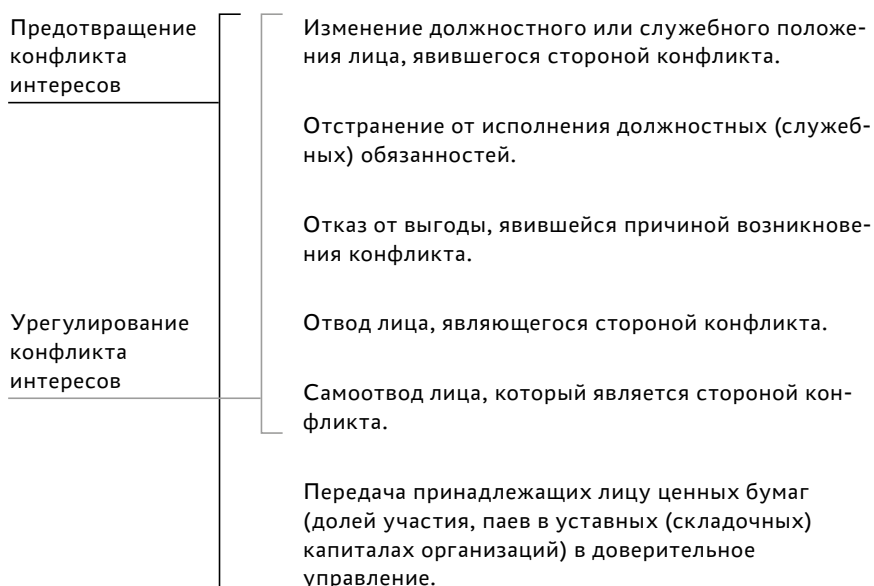 Предотвращение
конфликта
интересов
Изменение должностного или служебного положе-
ния лица, явившегося стороной конфликта.
Отстранение от исполнения должностных (служеб-
ных) обязанностей.
Отказ от выгоды, явившейся причиной возникнове-
ния конфликта.
Урегулирование
конфликта
интересов
Отвод лица, являющегося стороной конфликта.
Самоотвод лица, который является стороной кон-
фликта.
Передача принадлежащих лицу ценных бумаг
(долей участия, паев в уставных (складочных)
капиталах организаций) в доверительное
управление.